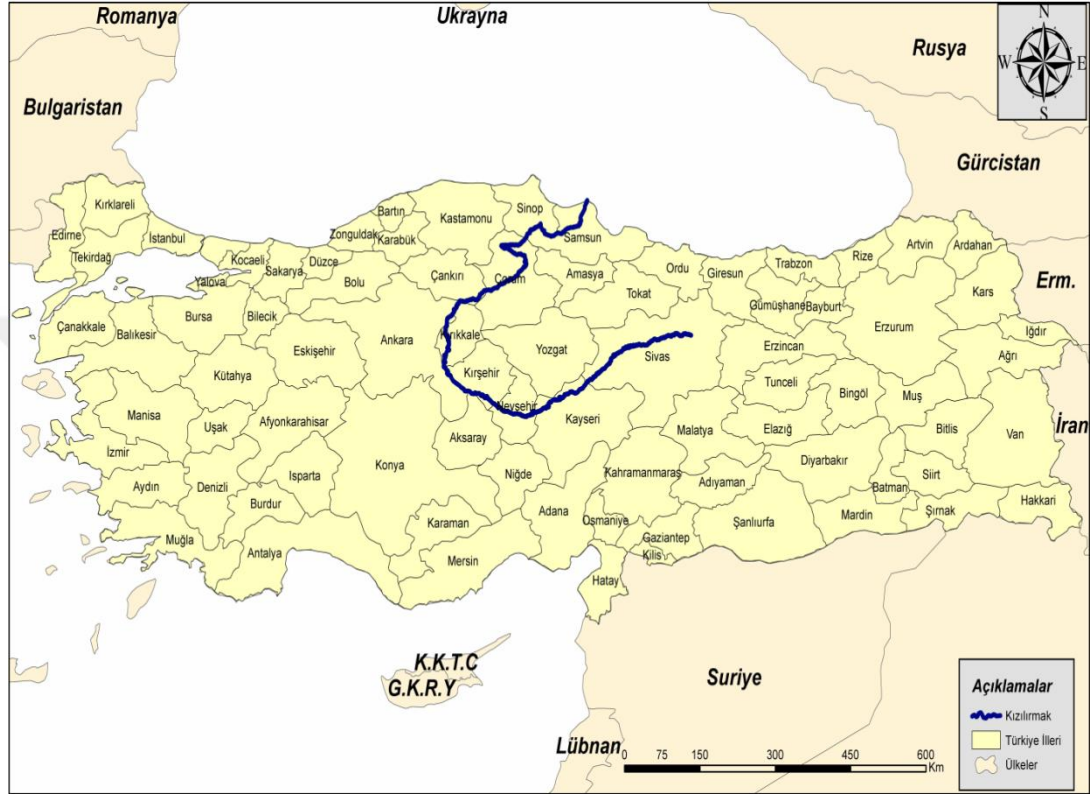 Romanya
Ukrayna
N
Rusya
W
E
S
Bulgaristan
Gürcistan
Kırklareli
Edirne
Tekirdağ
İstanbul
Kocaeli
Yalova
Sakarya
Düzce
Zonguldak
Bartın
Karabük
Kastamonu
Sinop
Samsun
Bolu
Çankırı
Çorum
Amasya
Ordu
Tokat
Giresun
Trabzon
Rize
Artvin
Ardahan
Kars
Erm.
Iğdır
Gümüşhane
Bayburt
Erzurum
Ağrı
Çanakkale
Balıkesir
Bursa
Bilecik
Eskişehir
Ankara
Kırıkkale
Yozgat
Sivas
Erzincan
Kütahya
Kırşehir
Tunceli
Bingöl
Muş
Manisa
Uşak
Afyonkarahisar
Nevşehir
Kayseri
Malatya
Elazığ
Bitlis
Van
İran
İzmir
Aksaray
Konya
Niğde
Kahramanmaraş
Adıyaman
Diyarbakır
Batman
Siirt
Hakkari
Aydın
Denizli
Isparta
Burdur
Karaman
Adana
Osmaniye
Gaziantep
Kilis
Şanlıurfa
Mardin
Şırnak
Muğla
Antalya
Mersin
Hatay
K.K.T.C
G.K.R.Y
Suriye
Lübnan
0 75 150 300 450 600
Km
Açıklamalar
Kızılırmak
Türkiye İlleri
Ülkeler